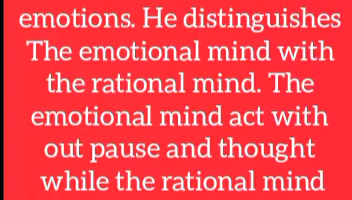 emotions. He distinguishes
The emotional mind with
the rational mind. The
emotional mind act with
out pause and thought
while the rational mind